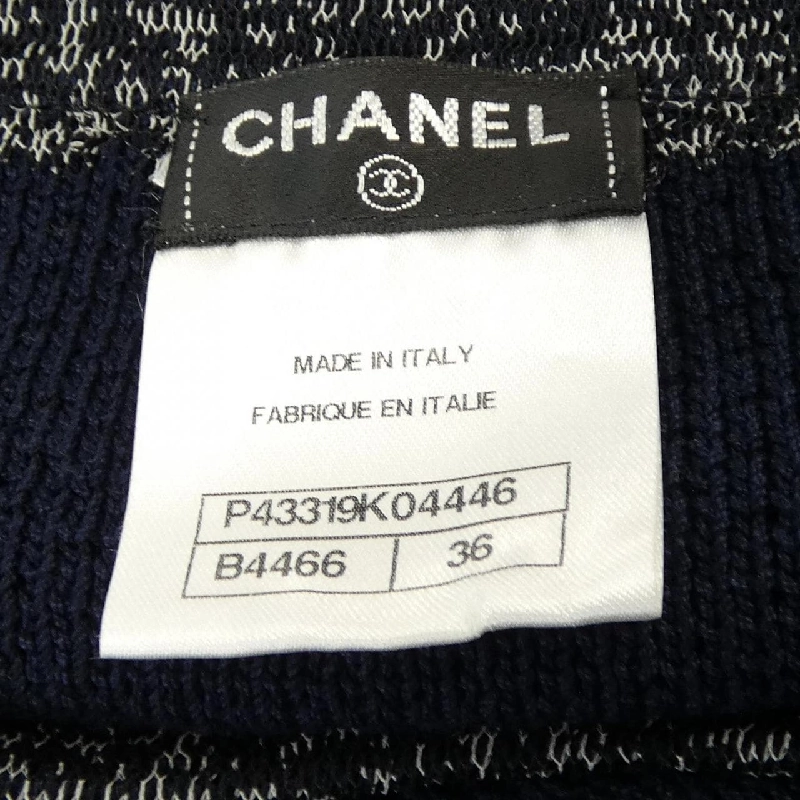 CHANEL
MADE IN ITALY
FABRIQUE EN ITALIE
P43319K04446
B4466 36